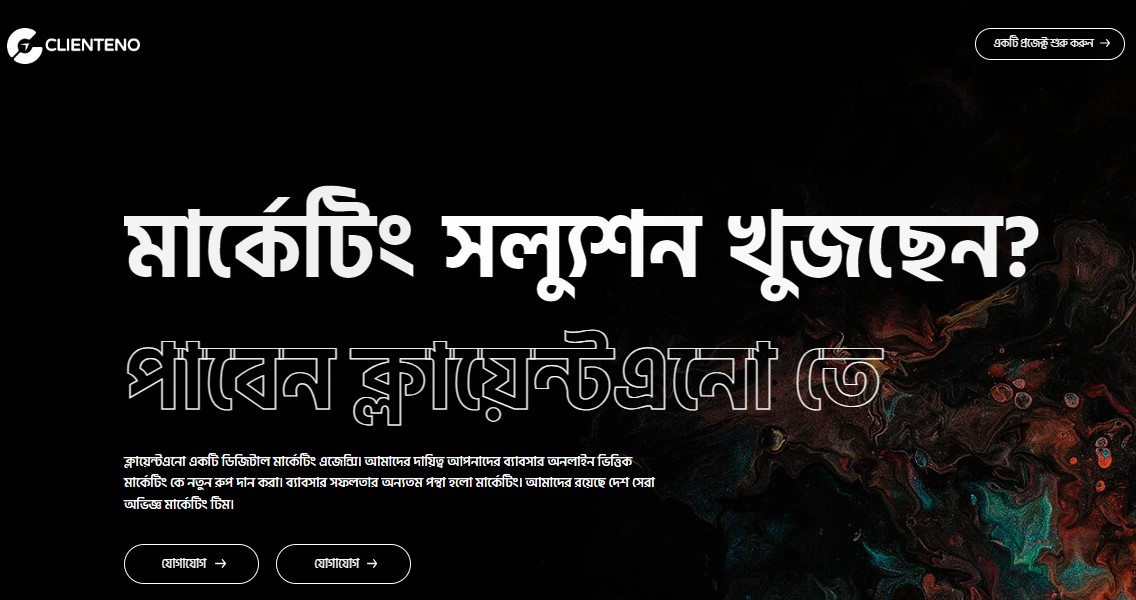 CLIENTENO
একটি প্রজেক্ট শুরু করুন →
মার্কেটিং সল্যুশন খুজছেন?
পাবেন ক্লায়েন্টএনো তে
ক্লায়েন্টএনো একটি ডিজিটাল মার্কেটিং এজেন্সি। আমাদের দায়িত্ব আপনাদের ব্যাবসার অনলাইন ভিত্তিক
মার্কেটিং কে নতুন রুপ দান করা। ব্যাবসার সফলতার অন্যতম পন্থা হলো মার্কেটিং। আমাদের রয়েছে দেশ সেরা
অভিজ্ঞ মার্কেটিং টিম।
যোগাযোগ →
যোগাযোগ →